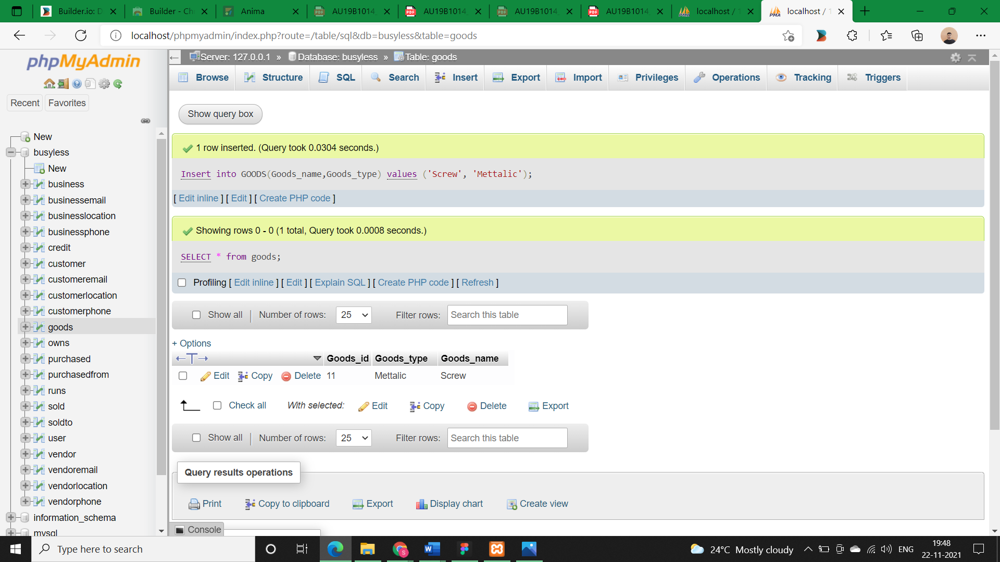 Builder.io: D
Builder - Ch
Anima
AU19B1014_
AU19B1014_
AU19B1014_
AU19B1014_
localhost / 1
localhost / 1
localhost/phpmyadmin/index.php?route=/table/sql&db=busyless&table=goods
phpMyAdmin
Recent
Favorites
New
busyless
New
business
businessemail
businesslocation
businessphone
credit
customer
customeremail
customerlocation
customerphone
goods
owns
purchased
purchasedfrom
runs
sold
soldto
user
vendor
vendoremail
vendorlocation
vendorphone
information_schema
mysql
Server: 127.0.0.1 » Database: busyless » Table: goods
Browse Structure SQL Search Insert Export Import Privileges Operations Tracking Triggers
Show query box
1 row inserted. (Query took 0.0304 seconds.)
Insert into GOODS(Goods_name,Goods_type) values ('Screw', 'Mettalic');
[ Edit inline ] [ Edit ] [ Create PHP code ]
Showing rows 0 - 0 (1 total, Query took 0.0008 seconds.)
SELECT * from goods;
Profiling [ Edit inline ] [ Edit ] [ Explain SQL ] [ Create PHP code ] [ Refresh ]
Show all | Number of rows: 25 Filter rows: Search this table
+ Options
←T→ Goods_id Goods_type Goods_name
Edit Copy Delete 11 Mettalic Screw
Check all With selected: Edit Copy Delete Export
Show all | Number of rows: 25 Filter rows: Search this table
Query results operations
Print Copy to clipboard Export Display chart Create view
Console
Type here to search
24°C Mostly cloudy
ENG
19:48
22-11-2021